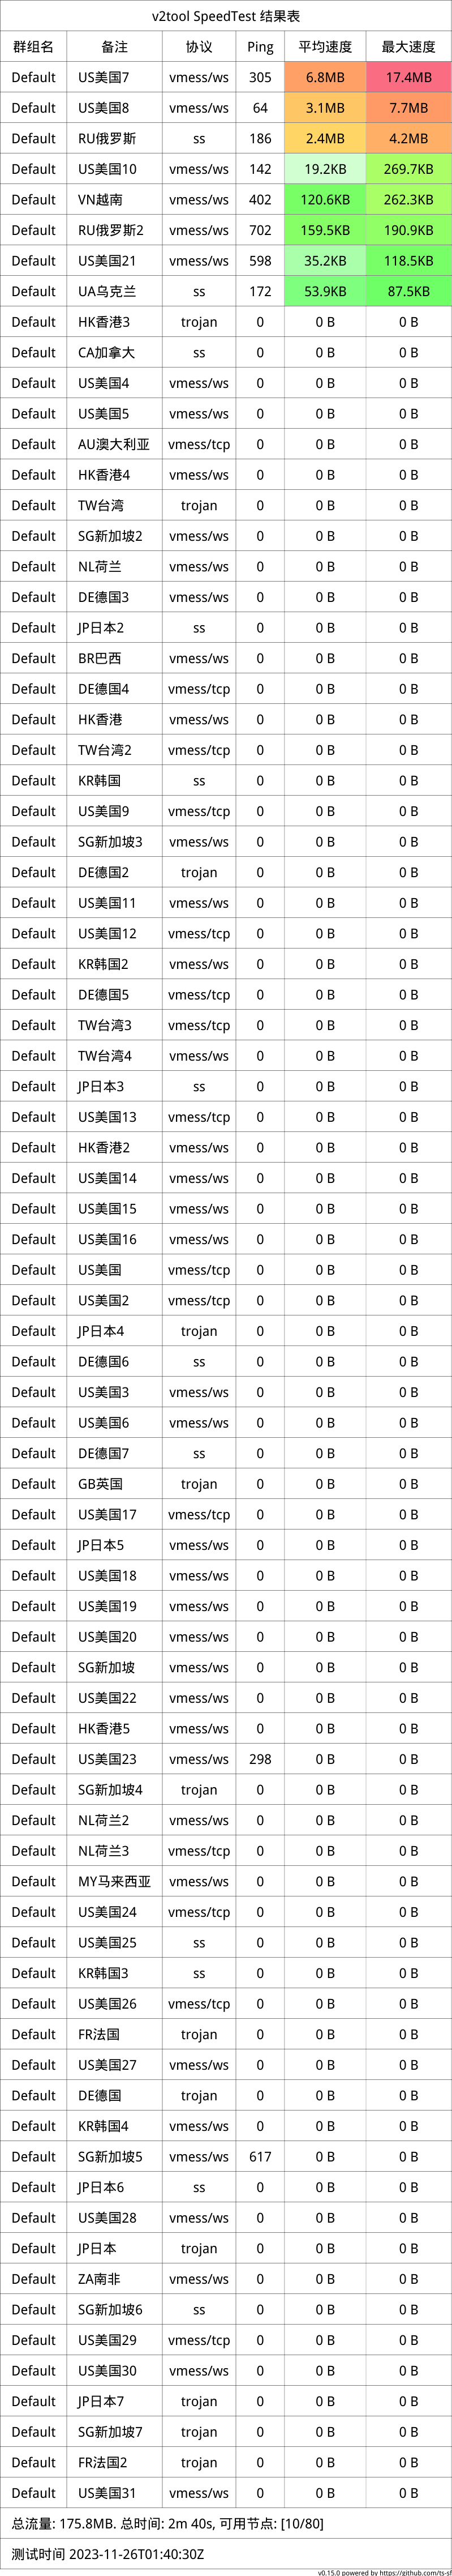 v2tool SpeedTest 结果表
群组名 备注 协议 Ping 平均速度 最大速度
Default US美国7 vmess/ws 305 6.8MB 17.4MB
Default US美国8 vmess/ws 64 3.1MB 7.7MB
Default RU俄罗斯 ss 186 2.4MB 4.2MB
Default US美国10 vmess/ws 142 19.2KB 269.7KB
Default VN越南 vmess/ws 402 120.6KB 262.3KB
Default RU俄罗斯2 vmess/ws 702 159.5KB 190.9KB
Default US美国21 vmess/ws 598 35.2KB 118.5KB
Default UA乌克兰 ss 172 53.9KB 87.5KB
Default HK香港3 trojan 0 0 B 0 B
Default CA加拿大 ss 0 0 B 0 B
Default US美国4 vmess/ws 0 0 B 0 B
Default US美国5 vmess/ws 0 0 B 0 B
Default AU澳大利亚 vmess/tcp 0 0 B 0 B
Default HK香港4 vmess/ws 0 0 B 0 B
Default TW台湾 trojan 0 0 B 0 B
Default SG新加坡2 vmess/ws 0 0 B 0 B
Default NL荷兰 vmess/ws 0 0 B 0 B
Default DE德国3 vmess/ws 0 0 B 0 B
Default JP日本2 ss 0 0 B 0 B
Default BR巴西 vmess/ws 0 0 B 0 B
Default DE德国4 vmess/tcp 0 0 B 0 B
Default HK香港 vmess/ws 0 0 B 0 B
Default TW台湾2 vmess/tcp 0 0 B 0 B
Default KR韩国 ss 0 0 B 0 B
Default US美国9 vmess/tcp 0 0 B 0 B
Default SG新加坡3 vmess/ws 0 0 B 0 B
Default DE德国2 trojan 0 0 B 0 B
Default US美国11 vmess/ws 0 0 B 0 B
Default US美国12 vmess/tcp 0 0 B 0 B
Default KR韩国2 vmess/ws 0 0 B 0 B
Default DE德国5 vmess/tcp 0 0 B 0 B
Default TW台湾3 vmess/tcp 0 0 B 0 B
Default TW台湾4 vmess/ws 0 0 B 0 B
Default JP日本3 ss 0 0 B 0 B
Default US美国13 vmess/tcp 0 0 B 0 B
Default HK香港2 vmess/ws 0 0 B 0 B
Default US美国14 vmess/ws 0 0 B 0 B
Default US美国15 vmess/ws 0 0 B 0 B
Default US美国16 vmess/ws 0 0 B 0 B
Default US美国 vmess/tcp 0 0 B 0 B
Default US美国2 vmess/tcp 0 0 B 0 B
Default JP日本4 trojan 0 0 B 0 B
Default DE德国6 ss 0 0 B 0 B
Default US美国3 vmess/ws 0 0 B 0 B
Default US美国6 vmess/ws 0 0 B 0 B
Default DE德国7 ss 0 0 B 0 B
Default GB英国 trojan 0 0 B 0 B
Default US美国17 vmess/tcp 0 0 B 0 B
Default JP日本5 vmess/ws 0 0 B 0 B
Default US美国18 vmess/ws 0 0 B 0 B
Default US美国19 vmess/ws 0 0 B 0 B
Default US美国20 vmess/ws 0 0 B 0 B
Default SG新加坡 vmess/ws 0 0 B 0 B
Default US美国22 vmess/ws 0 0 B 0 B
Default HK香港5 vmess/ws 0 0 B 0 B
Default US美国23 vmess/ws 298 0 B 0 B
Default SG新加坡4 trojan 0 0 B 0 B
Default NL荷兰2 vmess/ws 0 0 B 0 B
Default NL荷兰3 vmess/tcp 0 0 B 0 B
Default MY马来西亚 vmess/ws 0 0 B 0 B
Default US美国24 vmess/tcp 0 0 B 0 B
Default US美国25 ss 0 0 B 0 B
Default KR韩国3 ss 0 0 B 0 B
Default US美国26 vmess/tcp 0 0 B 0 B
Default FR法国 trojan 0 0 B 0 B
Default US美国27 vmess/ws 0 0 B 0 B
Default DE德国 trojan 0 0 B 0 B
Default KR韩国4 vmess/ws 0 0 B 0 B
Default SG新加坡5 vmess/ws 617 0 B 0 B
Default JP日本6 ss 0 0 B 0 B
Default US美国28 vmess/ws 0 0 B 0 B
Default JP日本 trojan 0 0 B 0 B
Default ZA南非 vmess/ws 0 0 B 0 B
Default SG新加坡6 ss 0 0 B 0 B
Default US美国29 vmess/tcp 0 0 B 0 B
Default US美国30 vmess/ws 0 0 B 0 B
Default JP日本7 trojan 0 0 B 0 B
Default SG新加坡7 trojan 0 0 B 0 B
Default FR法国2 trojan 0 0 B 0 B
Default US美国31 vmess/ws 0 0 B 0 B
总流量: 175.8MB. 总时间: 2m 40s, 可用节点: [10/80]
测试时间 2023-11-26T01:40:30Z
v0.15.0 powered by https://github.com/ts-sf